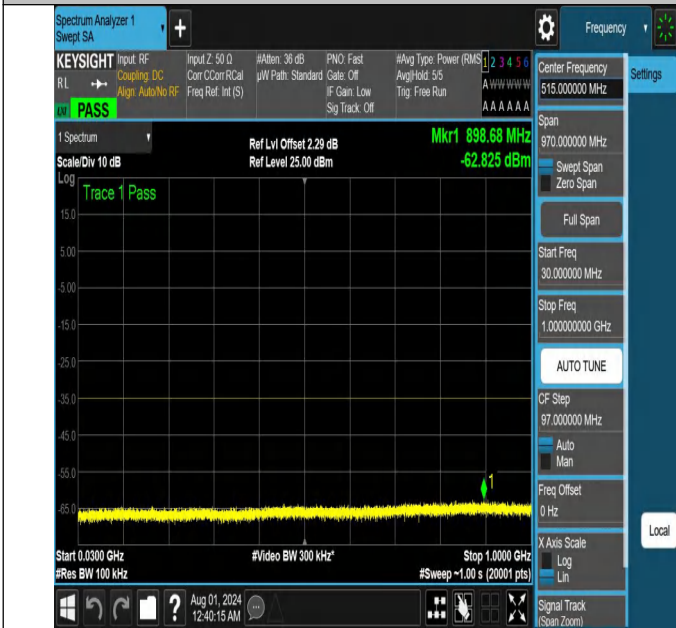 Spectrum Analyzer 1
Swept SA
+
Frequency
KEYSIGHT
RL
Input: RF
Coupling: DC
Align: Auto/No RF
Input Z: 50 Ω
Corr CCorr RCal
Freq Ref: Int (S)
#Atten: 36 dB
µW Path: Standard
PNO: Fast
Gate: Off
IF Gain: Low
Sig Track: Off
#Avg Type: Power (RMS
Avg|Hold: 5/5
Trig: Free Run
1 2 3 4 5 6
A W W W W W
A A A A A A
PASS
1 Spectrum
Scale/Div 10 dB
Ref Lvl Offset 2.29 dB
Ref Level 25.00 dBm
Mkr1 898.68 MHz
-62.825 dBm
Log
Trace 1 Pass
15.0
5.00
-5.00
-15.0
-25.0
-35.0
-45.0
-55.0
-65.0
1
Start 0.0300 GHz
#Res BW 100 kHz
#Video BW 300 kHz*
Stop 1.0000 GHz
#Sweep ~1.00 s (20001 pts)
Aug 01, 2024
12:40:15 AM
?
Center Frequency
515.000000 MHz
Settings
Span
970.000000 MHz
Swept Span
Zero Span
Full Span
Start Freq
30.000000 MHz
Stop Freq
1.000000000 GHz
AUTO TUNE
CF Step
97.000000 MHz
Auto
Man
Freq Offset
0 Hz
Local
X Axis Scale
Log
Lin
Signal Track
(Span Zoom)